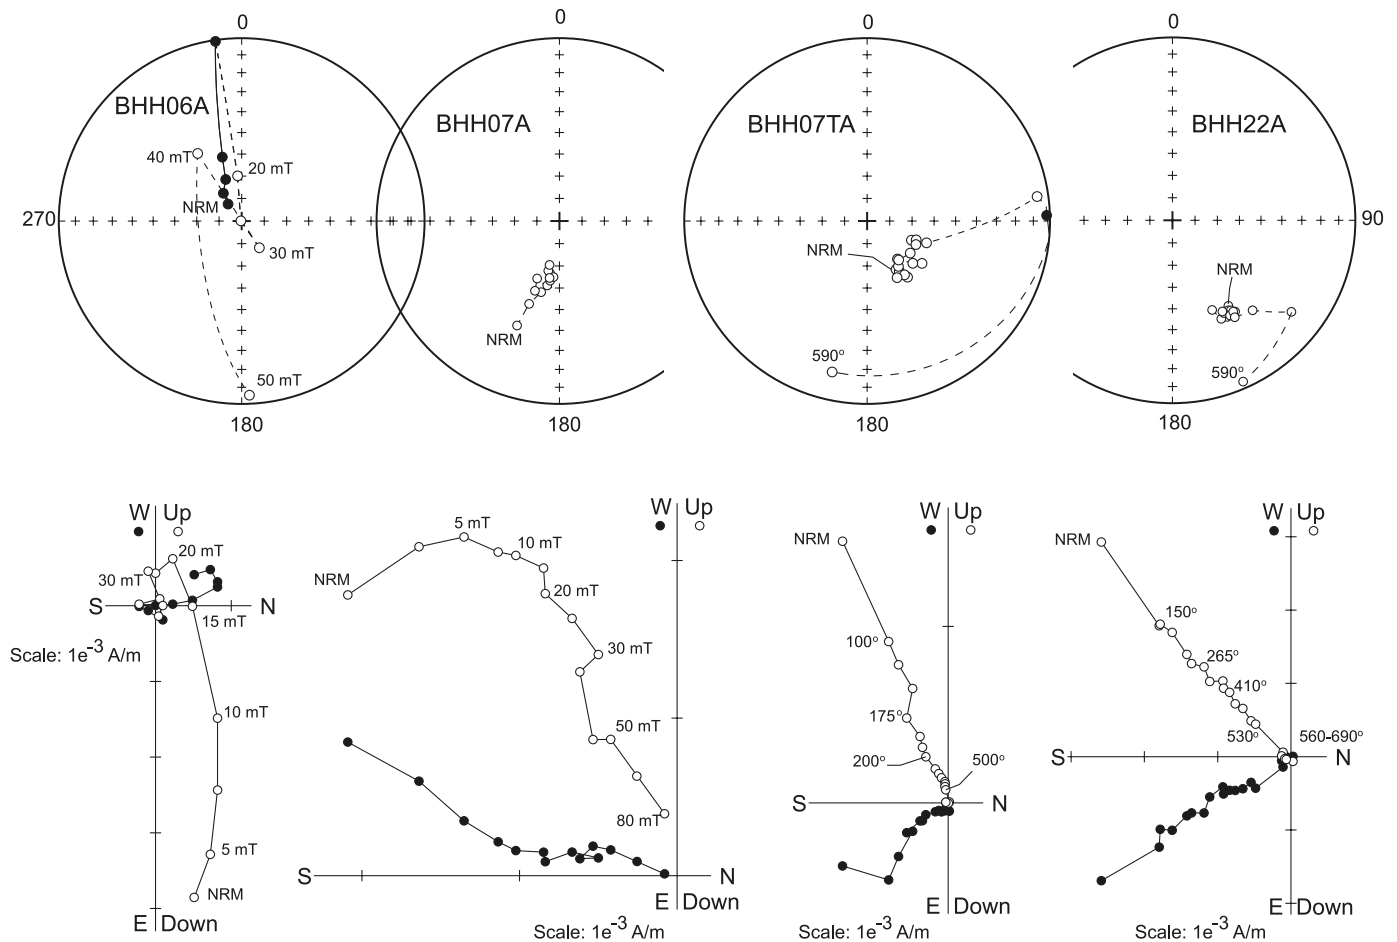 0
0
0
0
BHH06A
BHH07A
BHH07TA
BHH22A
40 mT
20 mT
NRM
270
90
30 mT
NRM
NRM
NRM
590°
590°
50 mT
180
180
180
180
W Up
W Up
W Up
W Up
20 mT
30 mT
S
N
15 mT
Scale: 1e-3 A/m
10 mT
5 mT
NRM
E Down
5 mT
10 mT
NRM
20 mT
30 mT
50 mT
80 mT
S
N
E Down
Scale: 1e-3 A/m
NRM
100°
175°
200°
500°
S
N
E Down
Scale: 1e-3 A/m
NRM
150°
265°
410°
530°
560-690°
S
N
E Down
Scale: 1e-3 A/m